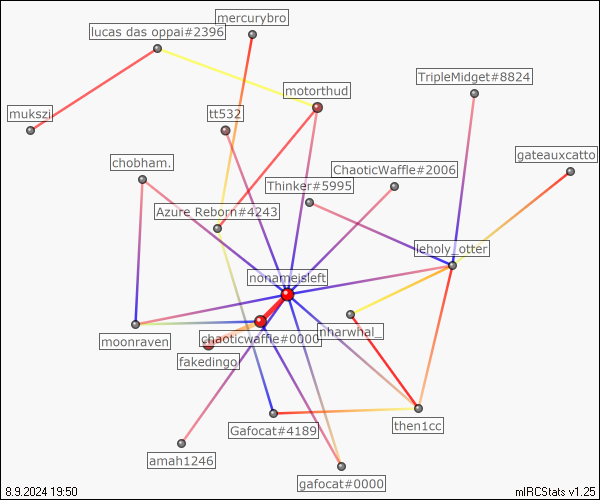 mercurybro
lucas das oppai#2396
TripleMidget#8824
motorthud
mukszi
tt532
gateauxcatto
chobham.
ChaoticWaffle#2006
Thinker#5995
Azure Reborn#4243
leholy_otter
nonameisleft
nharwhal_
chaoticwaffle#0000
moonraven
fakedingo
then1cc
Gafocat#4189
amah1246
gafocat#0000
8.9.2024 19:50
mIRCStats v1.25